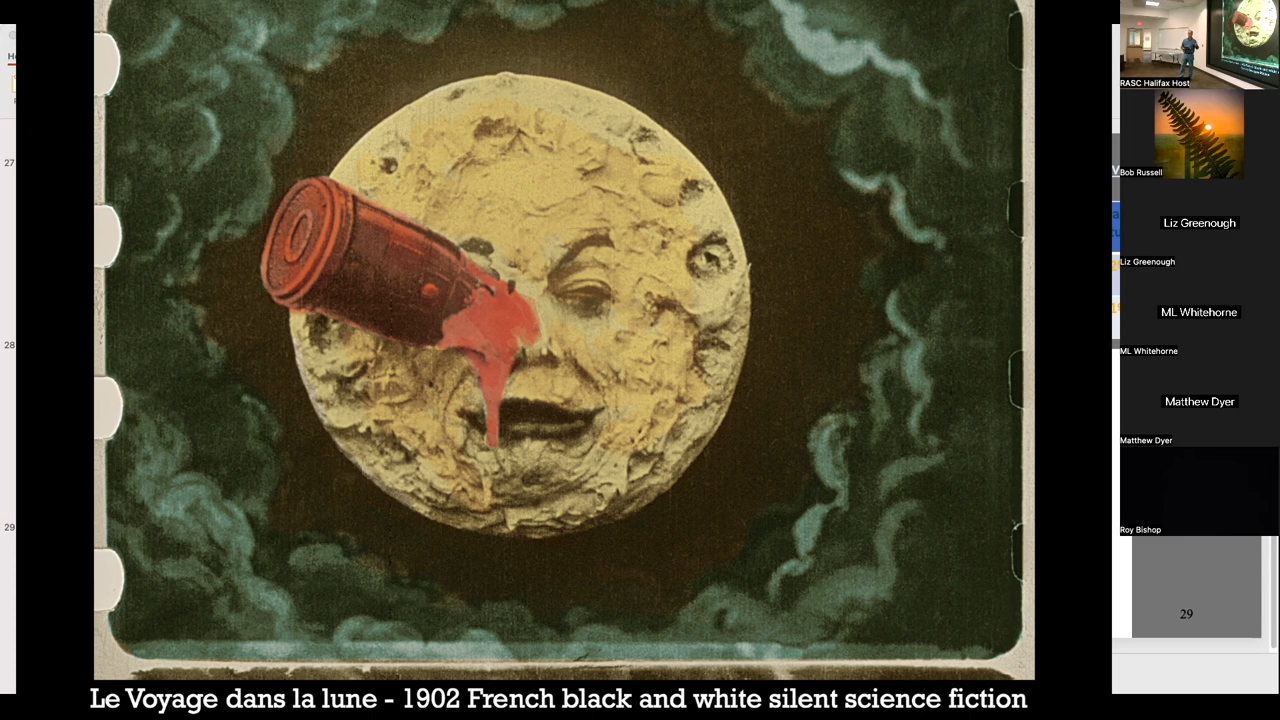 27
28
29
Le Voyage dans la lune - 1902 French black and white silent science fiction
RASC Halifax Host
Bob Russell
Liz Greenough
Liz Greenough
ML Whitehorne
ML Whitehorne
Matthew Dyer
Matthew Dyer
Roy Bishop
29